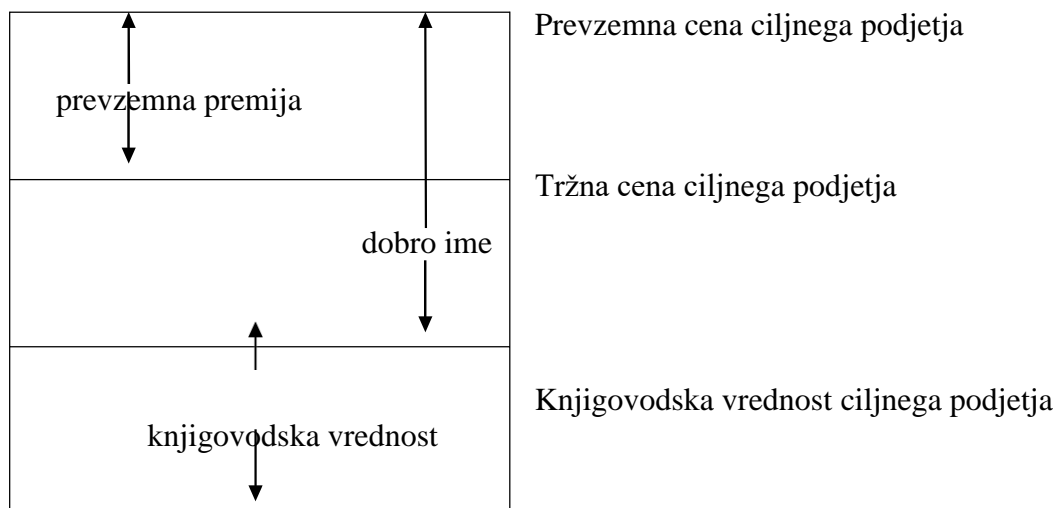 Prevzemna cena ciljnega podjetja
prevzemna premija
Tržna cena ciljnega podjetja
dobro ime
Knjigovodska vrednost ciljnega podjetja
knjigovodska vrednost